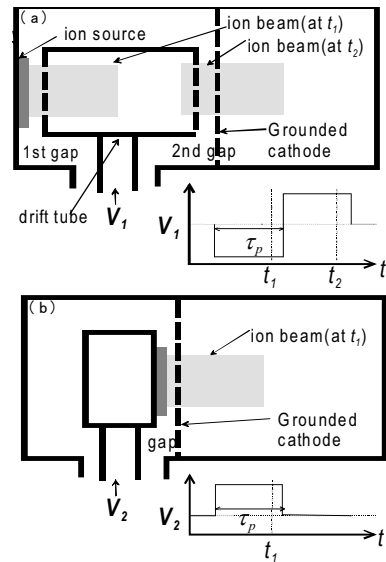 (a)
ion source
ion beam(at t1)
ion beam(at t2)
1st gap
2nd gap
Grounded
cathode
drift tube
V1
V1
τp
t1
t2
t
(b)
ion beam(at t1)
gap
Grounded
cathode
V2
V2
τp
t1
t